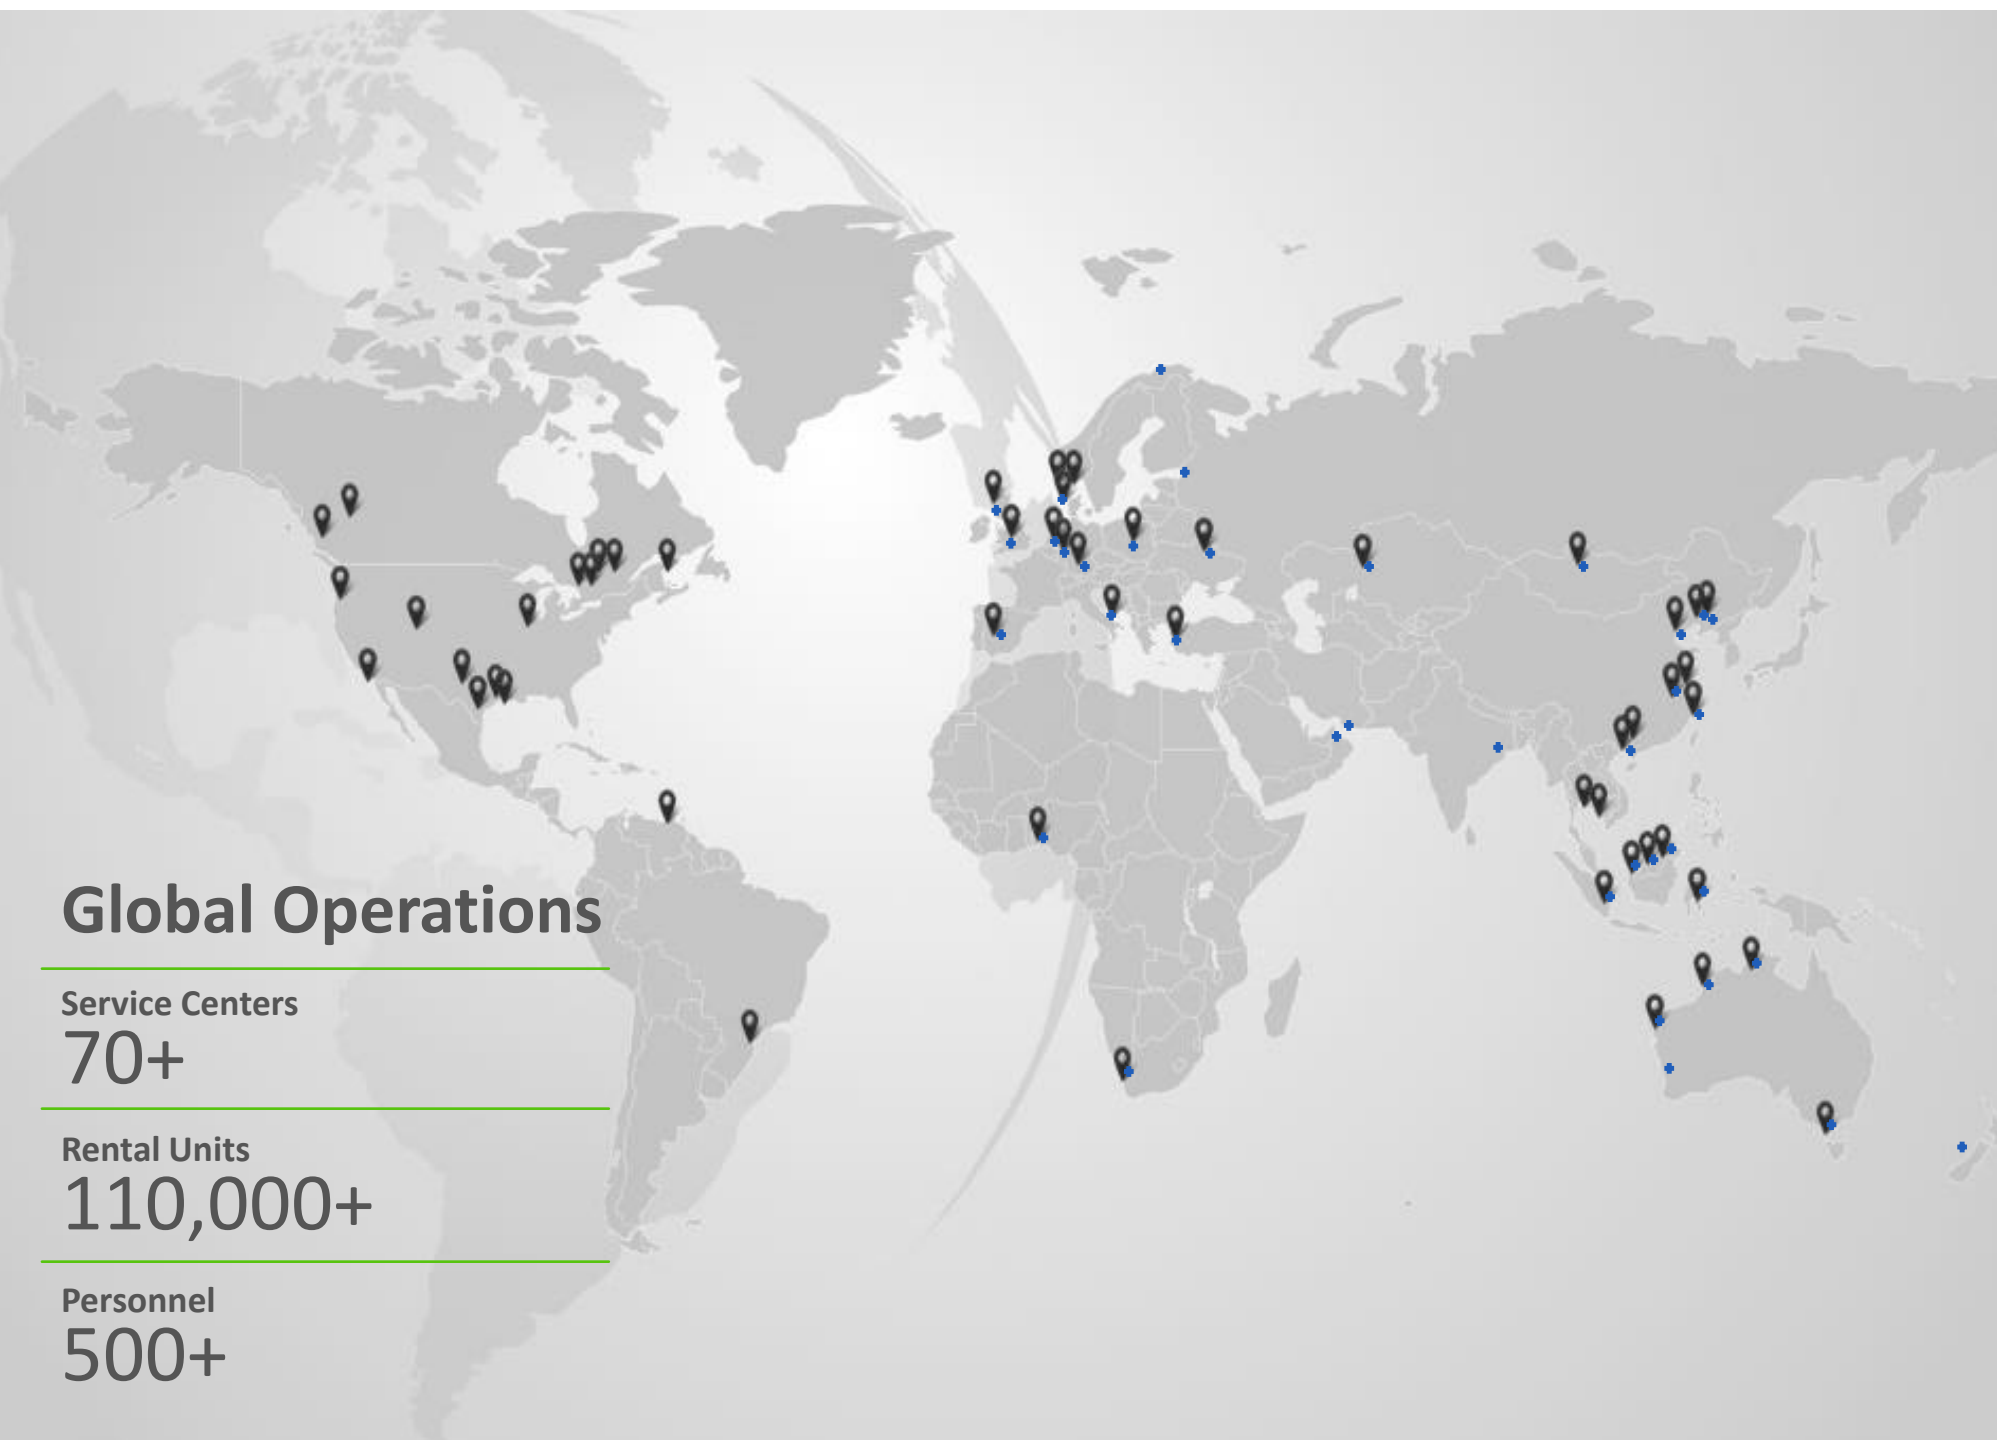 Global Operations
Service Centers
70+
Rental Units
110,000+
Personnel
500+